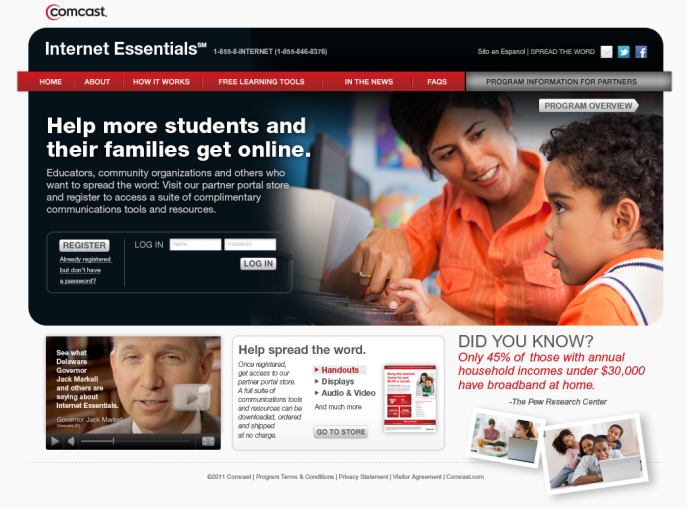 comcast.
Internet Essentials℠ 1-855-8-INTERNET (1-855-846-8376)
Sito en Espanol | SPREAD THE WORD
HOME ABOUT HOW IT WORKS FREE LEARNING TOOLS IN THE NEWS FAQS PROGRAM INFORMATION FOR PARTNERS
PROGRAM OVERVIEW
Help more students and
their families get online.
Educators, community organizations and others who
want to spread the word: Visit our partner portal store
and register to access a suite of complimentary
communications tools and resources.
REGISTER
Already registered
but don't have
a password?
LOG IN Name Password
LOG IN
See what
Delaware
Governor
Jack Markell
and others are
saying about
Internet Essentials.
Governor Jack Markell
Delaware (D)
Help spread the word.
Once registered,
get access to our
partner portal store.
A full suite of
communications tools
and resources can be
downloaded, ordered
and shipped
at no charge.
Handouts
Displays
Audio & Video
And much more
GO TO STORE
DID YOU KNOW?
Only 45% of those with annual
household incomes under $30,000
have broadband at home.
-The Pew Research Center
©2011 Comcast | Program Terms & Conditions | Privacy Statement | Visitor Agreement | Comcast.com